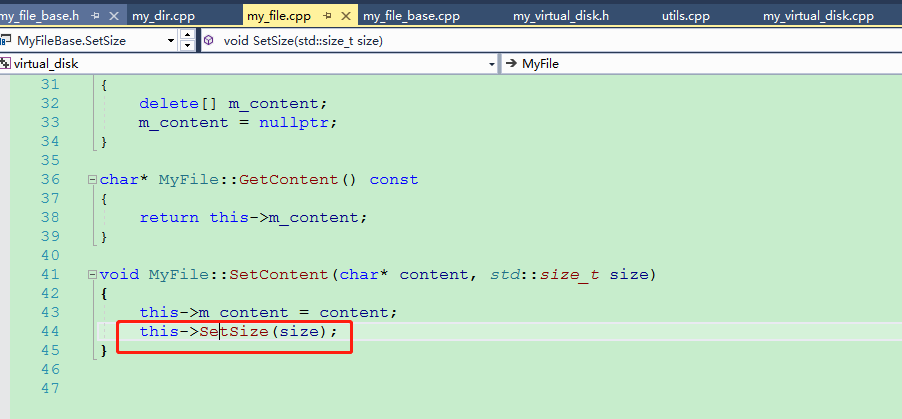 my_file_base.h my_dir.cpp my_file.cpp my_file_base.cpp my_virtual_disk.h utils.cpp my_virtual_disk.cpp
MyFileBase.SetSize void SetSize(std::size_t size)
virtual_disk MyFile
31 {
32 delete[] m_content;
33 m_content = nullptr;
34 }
35
36 char* MyFile::GetContent() const
37 {
38 return this->m_content;
39 }
40
41 void MyFile::SetContent(char* content, std::size_t size)
42 {
43 this->m_content = content;
44 this->SetSize(size);
45 }
46
47